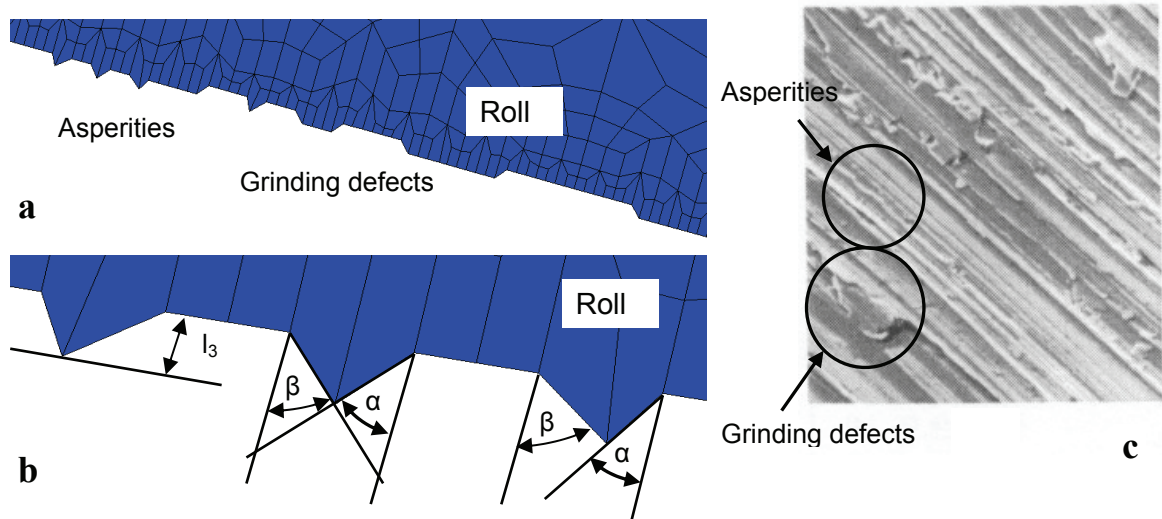 Roll
Asperities
Grinding defects
a
Roll
l₃
β
α
β
α
b
Asperities
Grinding defects
c